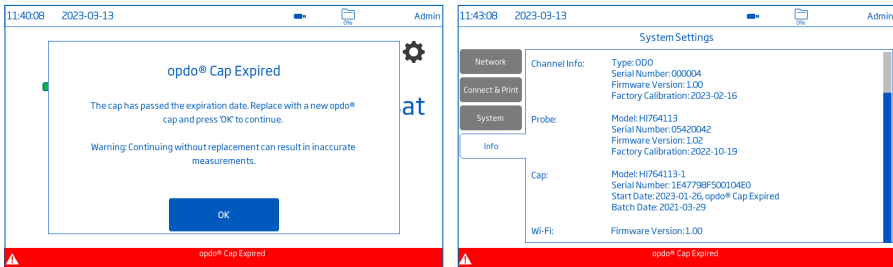 11:40:08 2023-03-13 0% Admin
opdo® Cap Expired
at
The cap has passed the expiration date. Replace with a new opdo®
cap and press 'OK' to continue.
Warning: Continuing without replacement can result in inaccurate
measurements.
OK
opdo® Cap Expired
11:43:08 2023-03-13 0% Admin
System Settings
Network
Connect & Print
System
Info
Channel Info: Type: ODO
Serial Number: 000004
Firmware Version: 1.00
Factory Calibration: 2023-02-16
Probe: Model: HI764113
Serial Number: 05420042
Firmware Version: 1.02
Factory Calibration: 2022-10-19
Cap: Model: HI764113-1
Serial Number: 1E47798F500104E0
Start Date: 2023-01-26, opdo® Cap Expired
Batch Date: 2021-03-29
Wi-Fi: Firmware Version: 1.00
opdo® Cap Expired